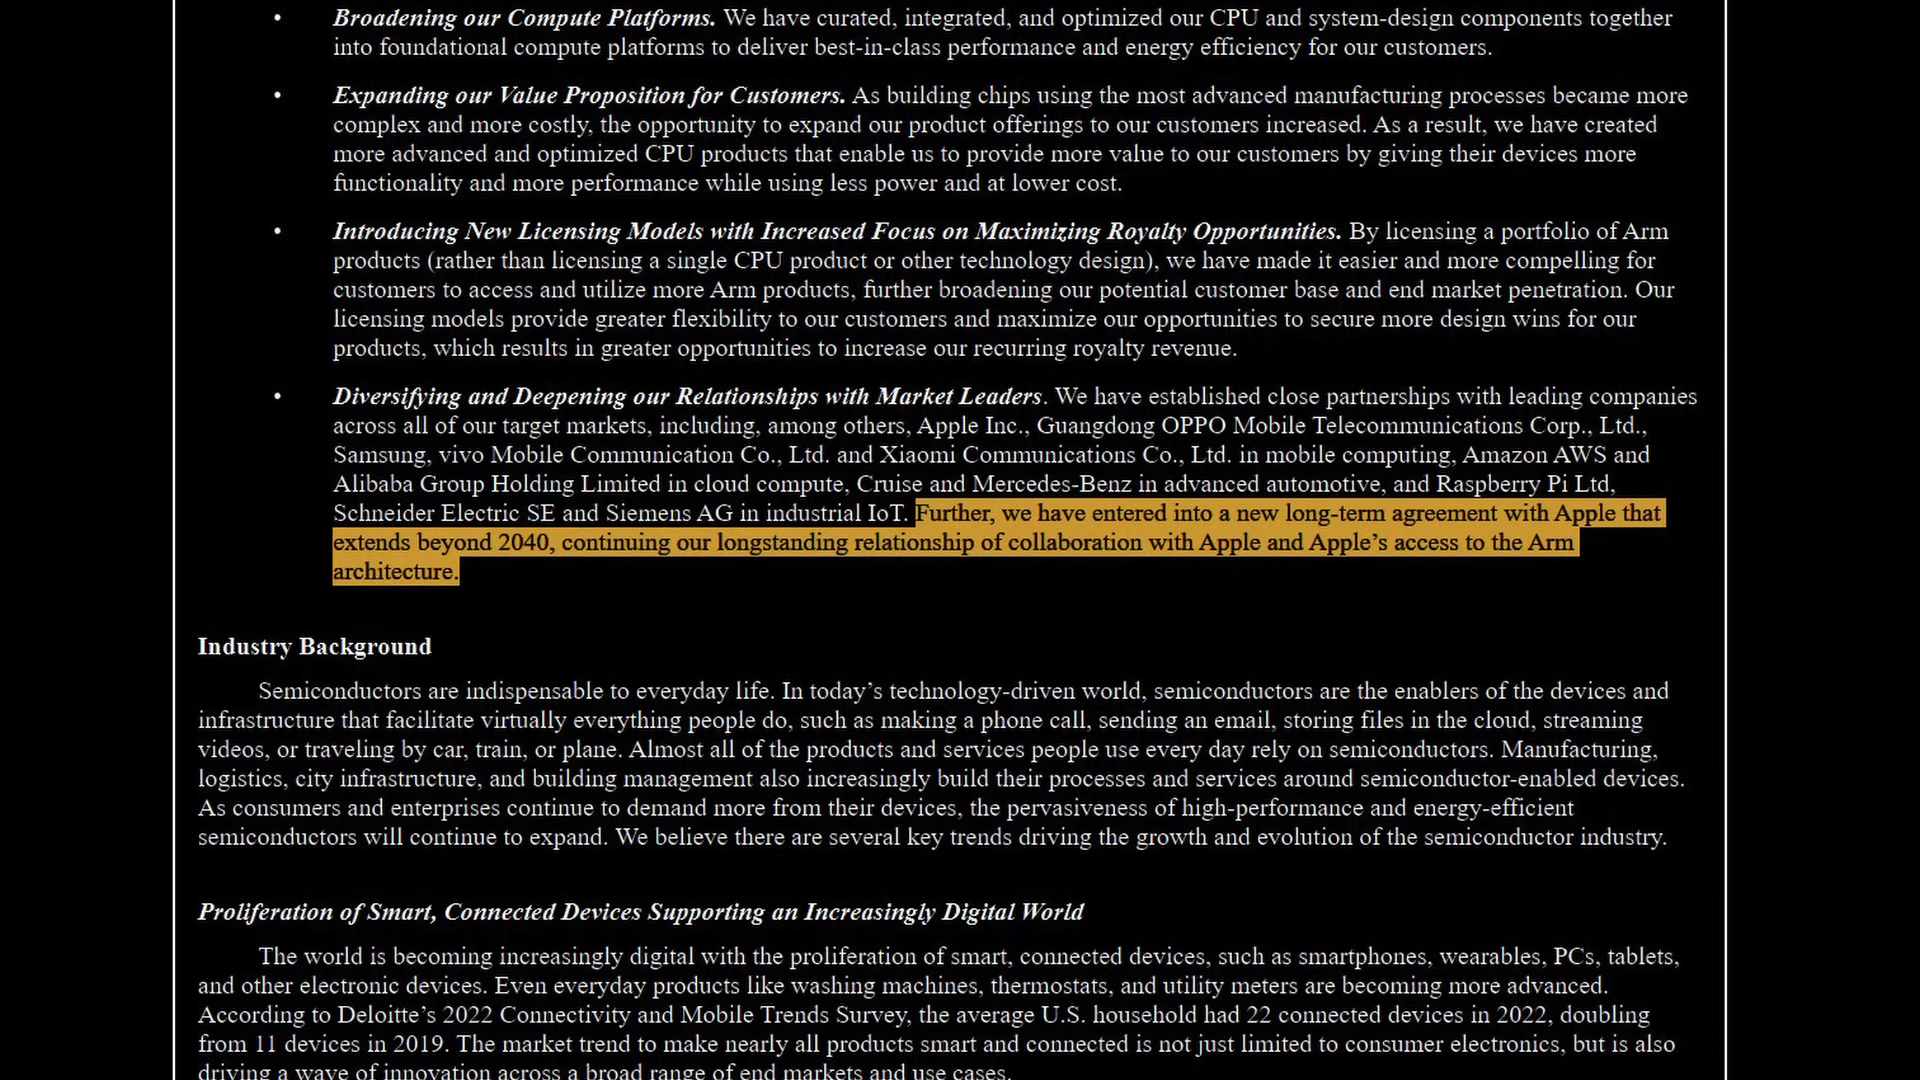 • Broadening our Compute Platforms. We have curated, integrated, and optimized our CPU and system-design components together
into foundational compute platforms to deliver best-in-class performance and energy efficiency for our customers.
• Expanding our Value Proposition for Customers. As building chips using the most advanced manufacturing processes became more
complex and more costly, the opportunity to expand our product offerings to our customers increased. As a result, we have created
more advanced and optimized CPU products that enable us to provide more value to our customers by giving their devices more
functionality and more performance while using less power and at lower cost.
• Introducing New Licensing Models with Increased Focus on Maximizing Royalty Opportunities. By licensing a portfolio of Arm
products (rather than licensing a single CPU product or other technology design), we have made it easier and more compelling for
customers to access and utilize more Arm products, further broadening our potential customer base and end market penetration. Our
licensing models provide greater flexibility to our customers and maximize our opportunities to secure more design wins for our
products, which results in greater opportunities to increase our recurring royalty revenue.
• Diversifying and Deepening our Relationships with Market Leaders. We have established close partnerships with leading companies
across all of our target markets, including, among others, Apple Inc., Guangdong OPPO Mobile Telecommunications Corp., Ltd.,
Samsung, vivo Mobile Communication Co., Ltd. and Xiaomi Communications Co., Ltd. in mobile computing, Amazon AWS and
Alibaba Group Holding Limited in cloud compute, Cruise and Mercedes-Benz in advanced automotive, and Raspberry Pi Ltd,
Schneider Electric SE and Siemens AG in industrial IoT. Further, we have entered into a new long-term agreement with Apple that
extends beyond 2040, continuing our longstanding relationship of collaboration with Apple and Apple’s access to the Arm
architecture.
Industry Background
Semiconductors are indispensable to everyday life. In today’s technology-driven world, semiconductors are the enablers of the devices and
infrastructure that facilitate virtually everything people do, such as making a phone call, sending an email, storing files in the cloud, streaming
videos, or traveling by car, train, or plane. Almost all of the products and services people use every day rely on semiconductors. Manufacturing,
logistics, city infrastructure, and building management also increasingly build their processes and services around semiconductor-enabled devices.
As consumers and enterprises continue to demand more from their devices, the pervasiveness of high-performance and energy-efficient
semiconductors will continue to expand. We believe there are several key trends driving the growth and evolution of the semiconductor industry.
Proliferation of Smart, Connected Devices Supporting an Increasingly Digital World
The world is becoming increasingly digital with the proliferation of smart, connected devices, such as smartphones, wearables, PCs, tablets,
and other electronic devices. Even everyday products like washing machines, thermostats, and utility meters are becoming more advanced.
According to Deloitte’s 2022 Connectivity and Mobile Trends Survey, the average U.S. household had 22 connected devices in 2022, doubling
from 11 devices in 2019. The market trend to make nearly all products smart and connected is not just limited to consumer electronics, but is also
driving a wave of innovation across a broad range of end markets and use cases.